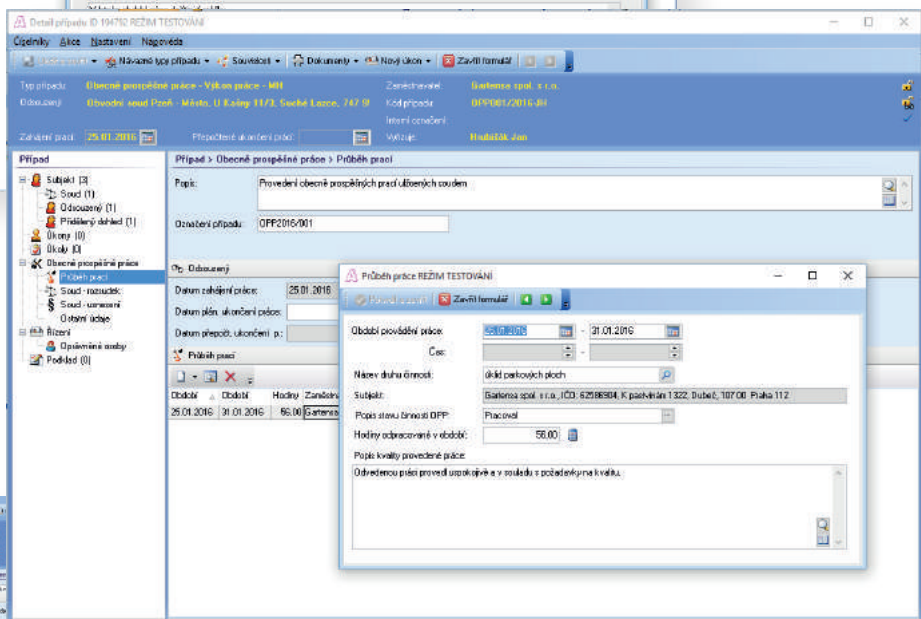 Detail případu ID 194792 REŽIM TESTOVÁNÍ
Číselníky Akce Nastavení Nápověda
Návazné typy případu Souvislosti Dokumenty Nový úkon Zavřít formulář
Typ případu: Obecně prospěšné práce - Výkon práce - MH Zaměstnavatel: Gartensa spol. s r.o.
Odsouzený: Obvodní soud Plzeň - Město, U Kašny 11/3, Suché Lazce, 747 9 Kód případu: OPP001/2016-JH
Interní označení:
Zahájení prací: 25.01.2016 Přepočtené ukončení prací: Vyřizuje: Hrubišák Jan
Případ
Subjekt (3)
Soud (1)
Odsouzený (1)
Přidělený dohled (1)
Úkony (0)
Úkoly (0)
Obecně prospěšné práce
Průběh prací
Soud - rozsudek
Soud - usnesení
Ostatní údaje
Řízení
Oprávněné osoby
Podklad (0)
Případ > Obecně prospěšné práce > Průběh prací
Popis: Provedení obecně prospěšných prací uložených soudem
Označení případu: OPP2016/001
Odsouzený
Datum zahájení práce: 25.01.2016
Datum plán. ukončení práce:
Datum přepočt. ukončení p.:
Průběh prací
Období Období Hodiny Zaměstn
25.01.2016 31.01.2016 56,00 Gartensa
Průběh práce REŽIM TESTOVÁNÍ
Zavřít formulář
Období provádění práce: 25.01.2016 - 31.01.2016
Čas: -
Název druhu činnosti: úklid parkových ploch
Subjekt: Gartensa spol. s r.o., IČO: 62586904, K pastvinám 1322, Dubeč, 107 00 Praha 112
Popis stavu činnosti OPP: Pracoval
Hodiny odpracované v období: 56,00
Popis kvality provedené práce:
Odvedenou práci provedl uspokojivě a v souladu s požadavky na kvalitu.